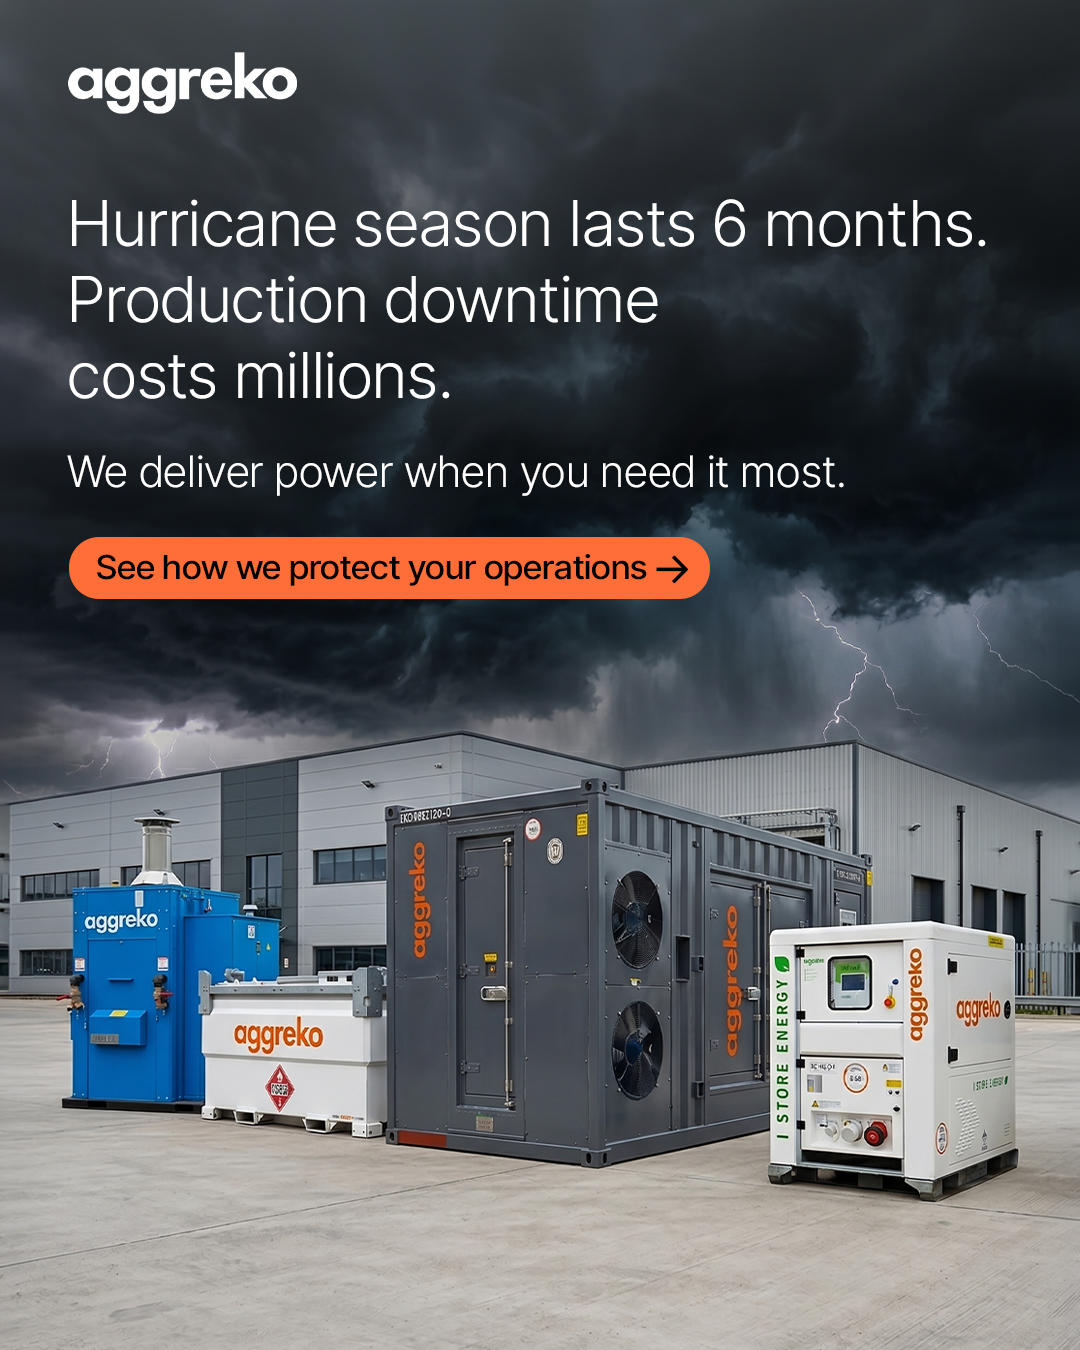 aggreko
Hurricane season lasts 6 months.
Production downtime
costs millions.
We deliver power when you need it most.
See how we protect your operations →
aggreko
aggreko
aggreko
aggreko
I STORE ENERGY
aggreko
aggreko